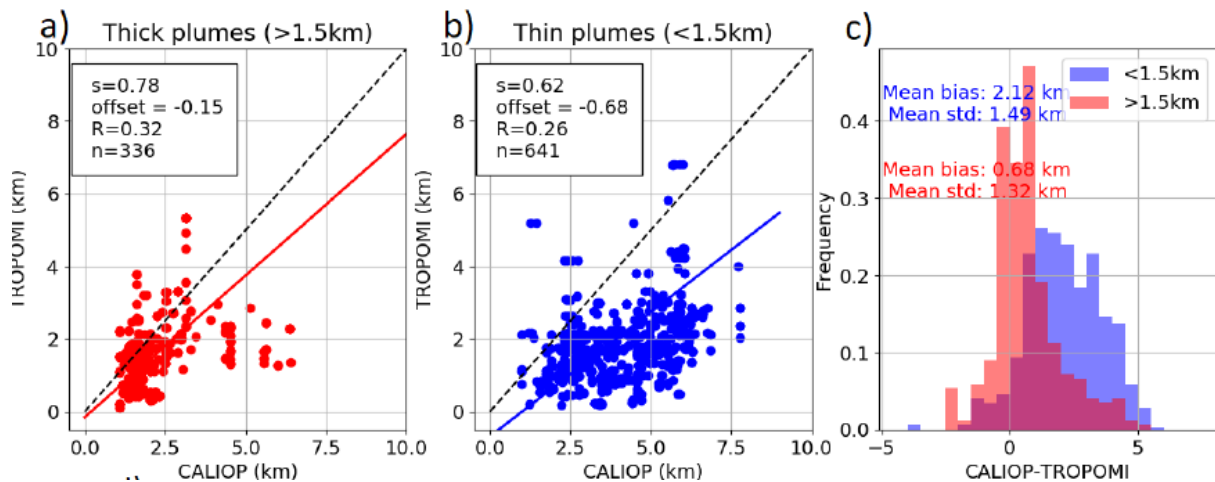 a) Thick plumes (>1.5km)
s=0.78
offset = -0.15
R=0.32
n=336
TROPOMI (km)
10
8
6
4
2
0
0.0 2.5 5.0 7.5 10.0
CALIOP (km)
b) Thin plumes (<1.5km)
s=0.62
offset = -0.68
R=0.26
n=641
TROPOMI (km)
10
8
6
4
2
0
0.0 2.5 5.0 7.5 10.0
CALIOP (km)
c)
<1.5km
>1.5km
Mean bias: 2.12 km
Mean std: 1.49 km
Mean bias: 0.68 km
Mean std: 1.32 km
Frequency
0.4
0.3
0.2
0.1
0.0
-5 0 5
CALIOP-TROPOMI